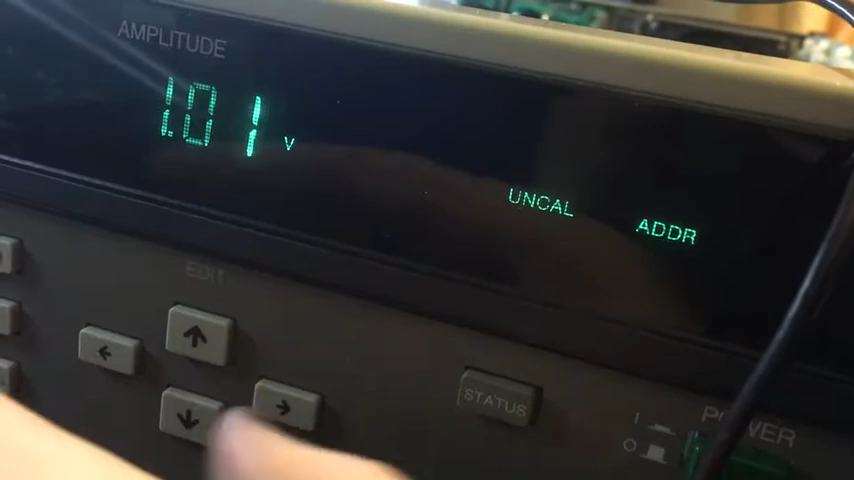 AMPLITUDE
1.01 V
UNCAL
ADDR
EDIT
STATUS
POWER